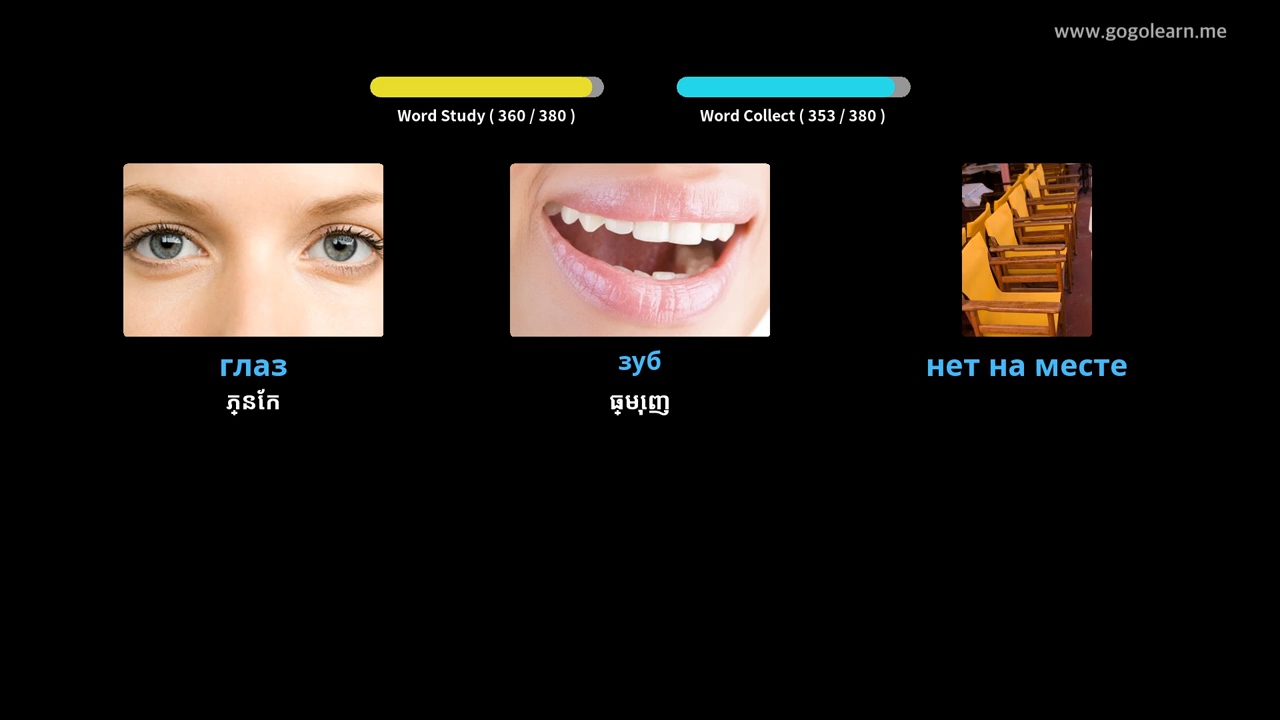 www.gogolearn.me
Word Study ( 360 / 380 )
Word Collect ( 353 / 380 )
глаз
зуб
нет на месте
ភ្នែក
ធ្មេញ